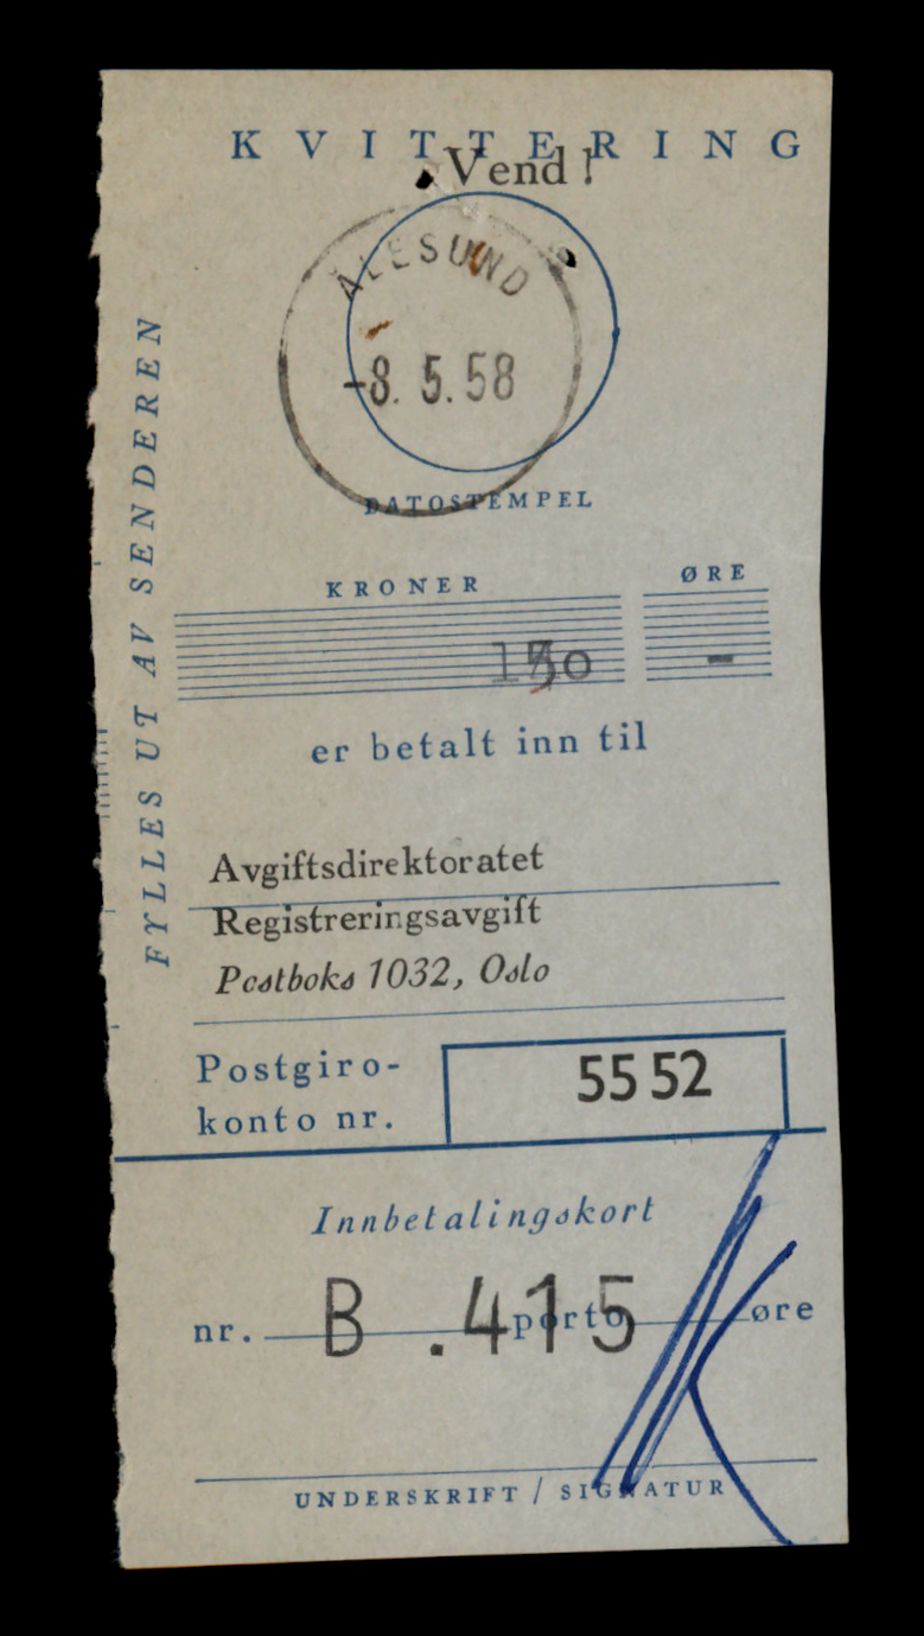 KVITTERING
Vend!
ÅLESUND
-8. 5. 58
DATOSTEMPEL
FYLLES UT AV SENDEREN
KRONER ØRE
-
er betalt inn til
Avgiftsdirektoratet
Registreringsavgift
Postboks 1032, Oslo
Postgiro-
konto nr.
5552
Innbetalingskort
nr. B .415 porto øre
UNDERSKRIFT / SIGNATUR